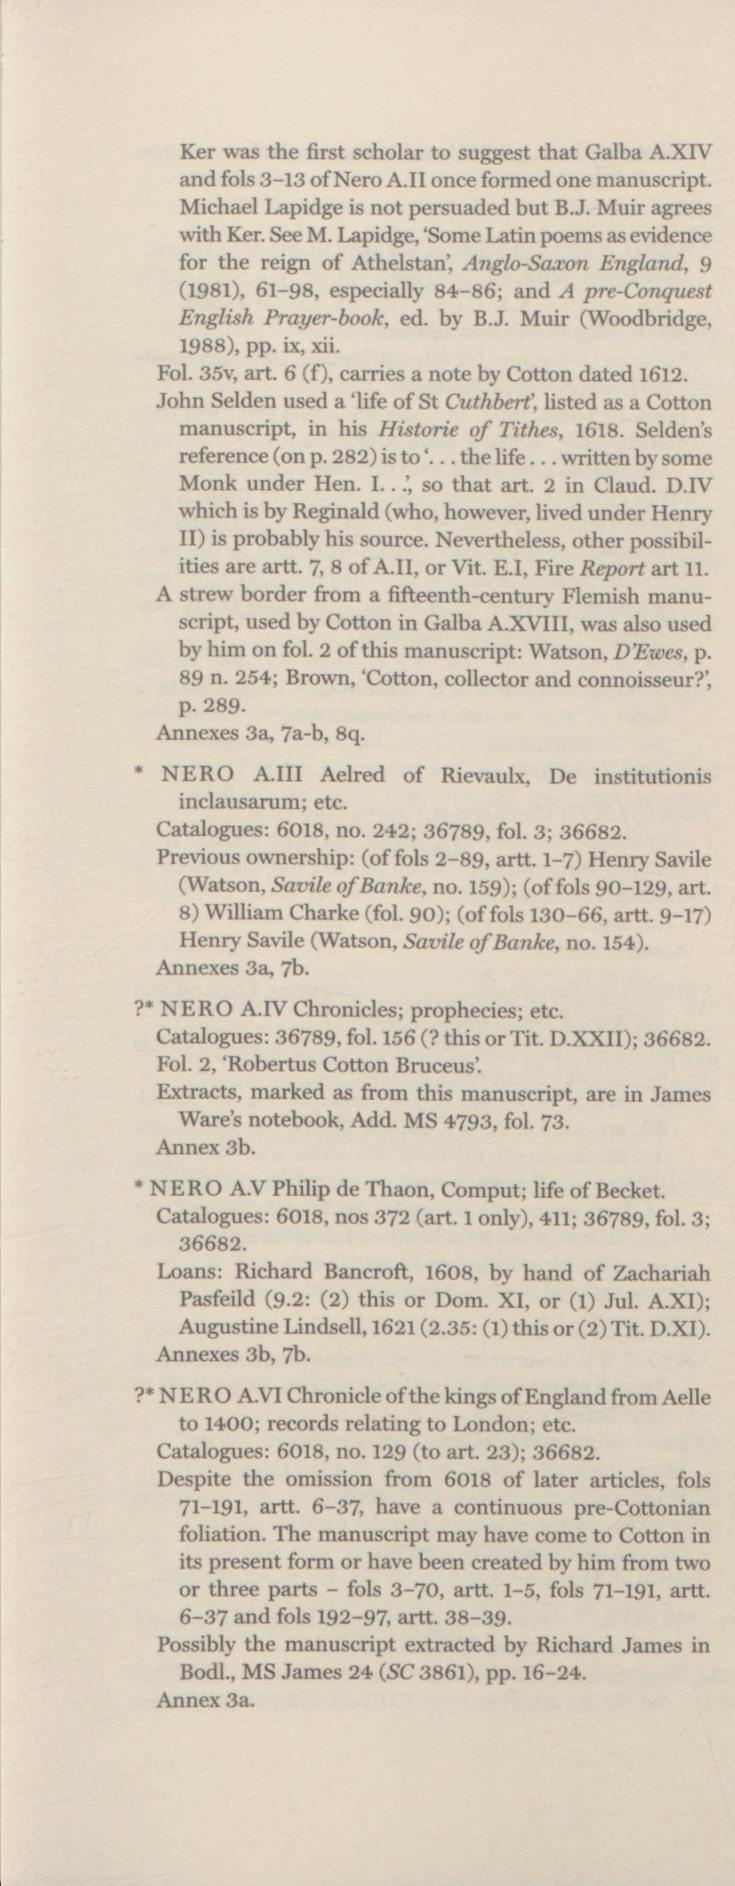 Ker was the first scholar to suggest that Galba A.XIV
and fols 3–13 of Nero A.II once formed one manuscript.
Michael Lapidge is not persuaded but B.J. Muir agrees
with Ker. See M. Lapidge, ‘Some Latin poems as evidence
for the reign of Athelstan’, Anglo-Saxon England, 9
(1981), 61–98, especially 84–86; and A pre-Conquest
English Prayer-book, ed. by B.J. Muir (Woodbridge,
1988), pp. ix, xii.
Fol. 35v, art. 6 (f), carries a note by Cotton dated 1612.
John Selden used a ‘life of St Cuthbert’, listed as a Cotton
manuscript, in his Historie of Tithes, 1618. Selden’s
reference (on p. 282) is to ‘. . . the life . . . written by some
Monk under Hen. I. . .’, so that art. 2 in Claud. D.IV
which is by Reginald (who, however, lived under Henry
II) is probably his source. Nevertheless, other possibil-
ities are artt. 7, 8 of A.II, or Vit. E.I, Fire Report art 11.
A strew border from a fifteenth-century Flemish manu-
script, used by Cotton in Galba A.XVIII, was also used
by him on fol. 2 of this manuscript: Watson, D’Ewes, p.
89 n. 254; Brown, ‘Cotton, collector and connoisseur?’,
p. 289.
Annexes 3a, 7a-b, 8q.
* NERO A.III Aelred of Rievaulx, De institutionis
inclausarum; etc.
Catalogues: 6018, no. 242; 36789, fol. 3; 36682.
Previous ownership: (of fols 2–89, artt. 1–7) Henry Savile
(Watson, Savile of Banke, no. 159); (of fols 90–129, art.
8) William Charke (fol. 90); (of fols 130–66, artt. 9–17)
Henry Savile (Watson, Savile of Banke, no. 154).
Annexes 3a, 7b.
?* NERO A.IV Chronicles; prophecies; etc.
Catalogues: 36789, fol. 156 (? this or Tit. D.XXII); 36682.
Fol. 2, ‘Robertus Cotton Bruceus’.
Extracts, marked as from this manuscript, are in James
Ware’s notebook, Add. MS 4793, fol. 73.
Annex 3b.
* NERO A.V Philip de Thaon, Comput; life of Becket.
Catalogues: 6018, nos 372 (art. 1 only), 411; 36789, fol. 3;
36682.
Loans: Richard Bancroft, 1608, by hand of Zachariah
Pasfeild (9.2: (2) this or Dom. XI, or (1) Jul. A.XI);
Augustine Lindsell, 1621 (2.35: (1) this or (2) Tit. D.XI).
Annexes 3b, 7b.
?* NERO A.VI Chronicle of the kings of England from Aelle
to 1400; records relating to London; etc.
Catalogues: 6018, no. 129 (to art. 23); 36682.
Despite the omission from 6018 of later articles, fols
71–191, artt. 6–37, have a continuous pre-Cottonian
foliation. The manuscript may have come to Cotton in
its present form or have been created by him from two
or three parts – fols 3–70, artt. 1–5, fols 71–191, artt.
6–37 and fols 192–97, artt. 38–39.
Possibly the manuscript extracted by Richard James in
Bodl., MS James 24 (SC 3861), pp. 16–24.
Annex 3a.